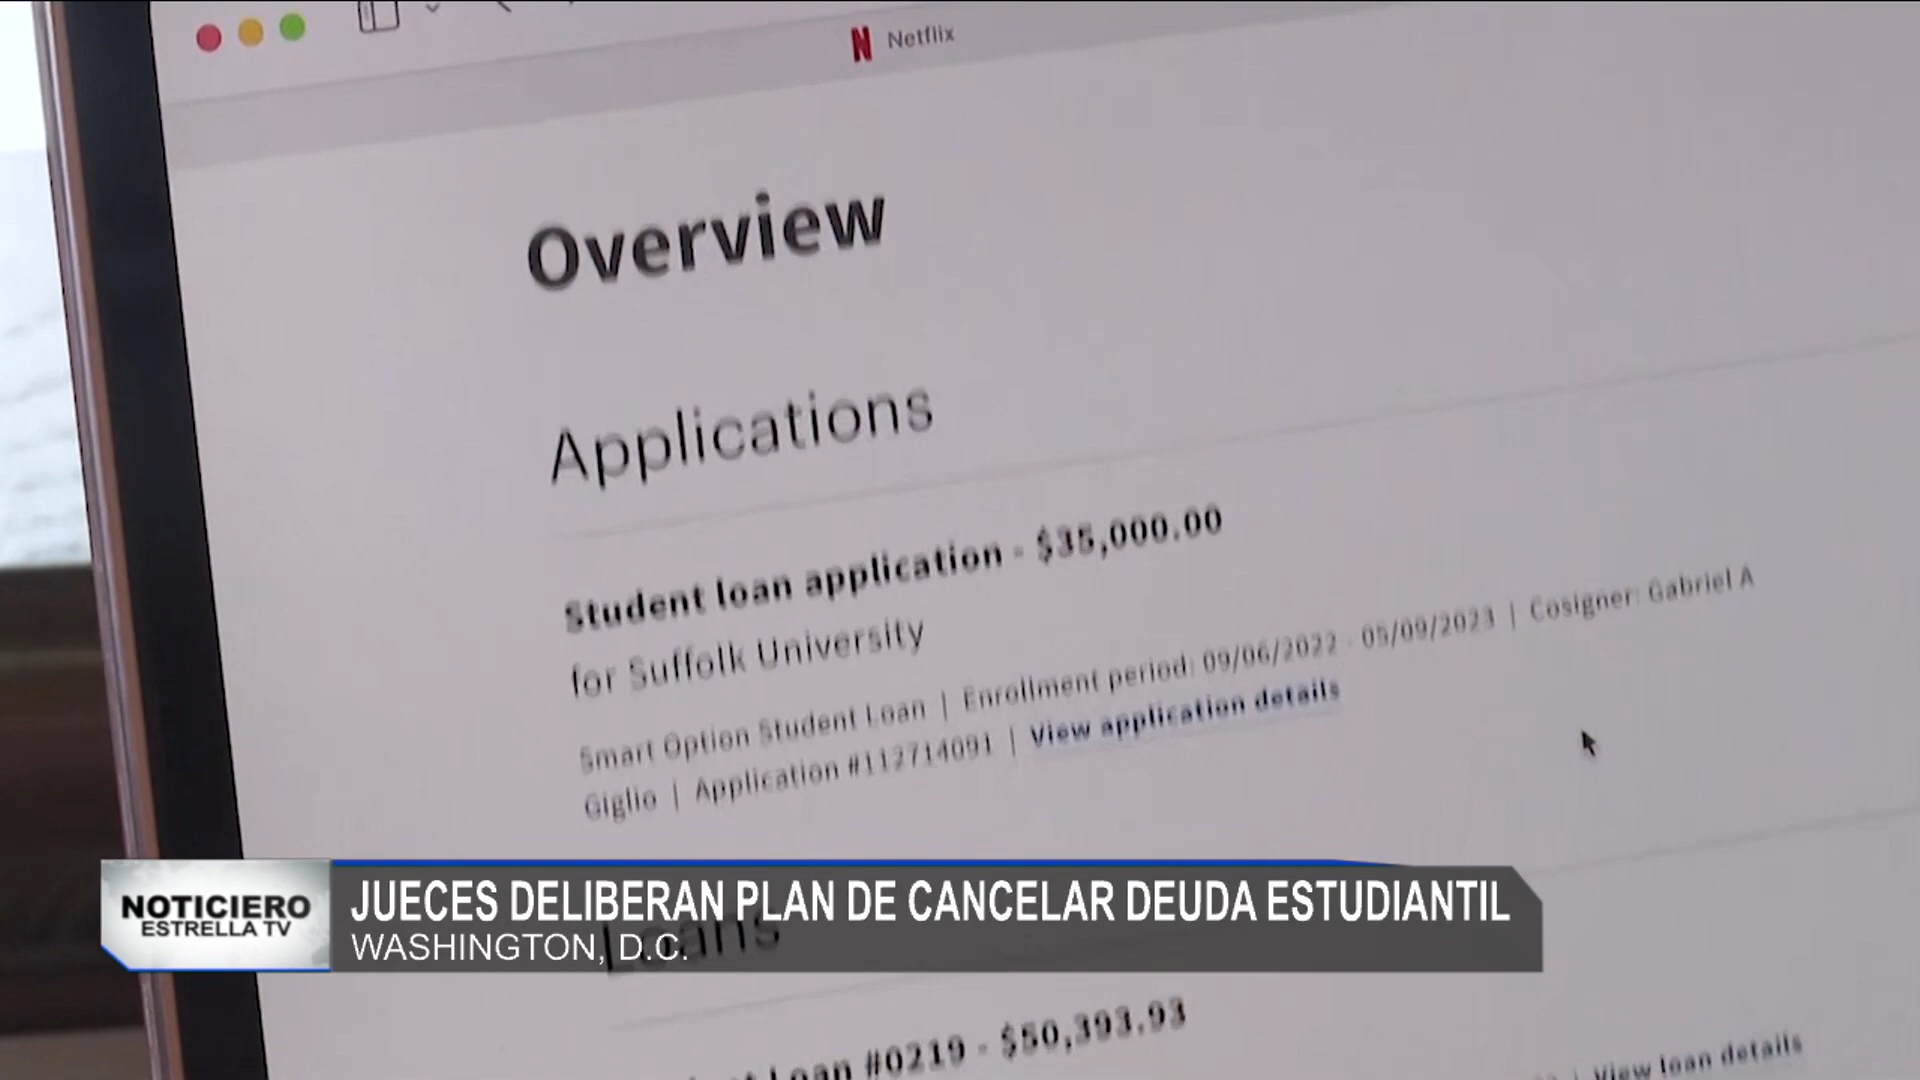 Netflix
Overview
Applications
Student loan application - $35,000.00
for Suffolk University
Smart Option Student Loan | Enrollment period: 09/06/2022 - 05/09/2023 | Cosigner: Gabriel A
Giglio | Application #112714091 | View application details
Loans
Loan #0219 - $50,393.93
| View loan details
NOTICIERO
ESTRELLA TV
JUECES DELIBERAN PLAN DE CANCELAR DEUDA ESTUDIANTIL
WASHINGTON, D.C.